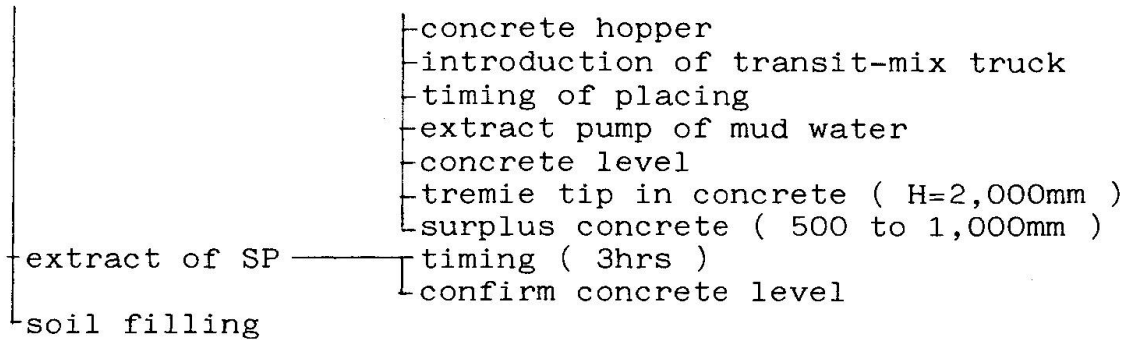 concrete hopper
introduction of transit-mix truck
timing of placing
extract pump of mud water
concrete level
tremie tip in concrete ( H=2,000mm )
surplus concrete ( 500 to 1,000mm )
extract of SP timing ( 3hrs )
confirm concrete level
soil filling